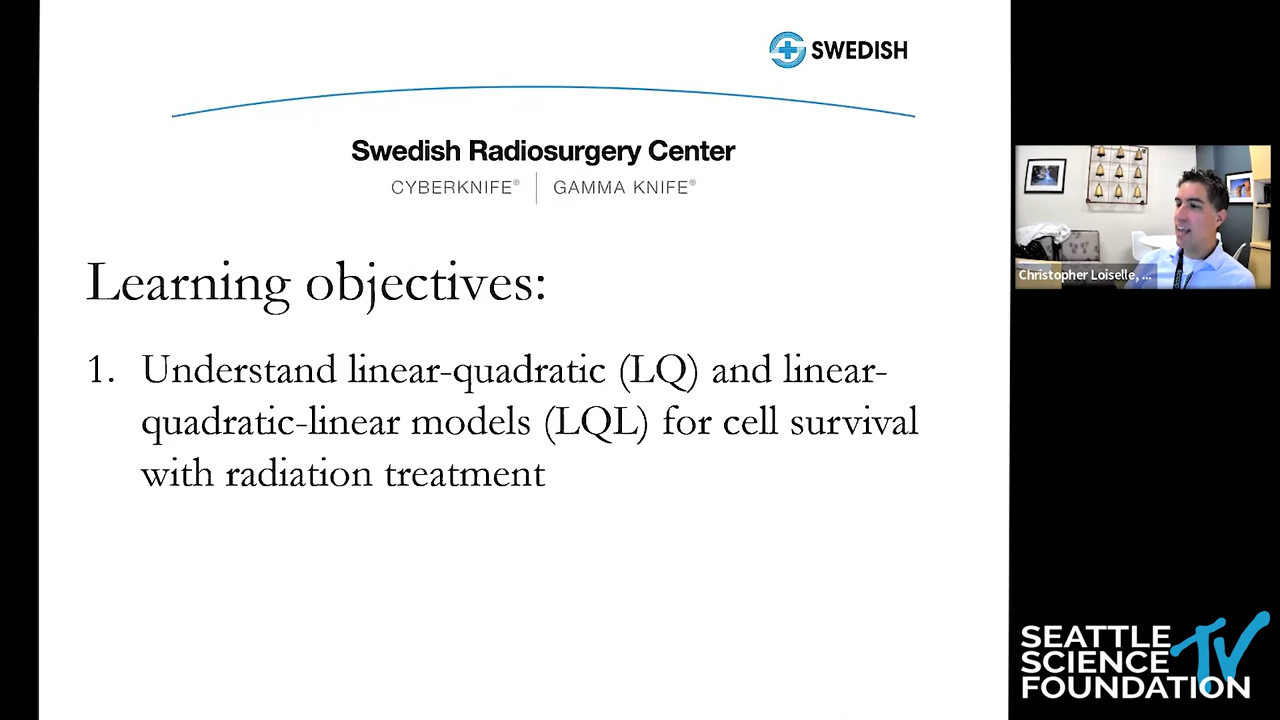 SWEDISH
Swedish Radiosurgery Center
CYBERKNIFE® | GAMMA KNIFE®
Learning objectives:
1. Understand linear-quadratic (LQ) and linear-
quadratic-linear models (LQL) for cell survival
with radiation treatment
Christopher Loiselle, ...
SEATTLE
SCIENCE TV
FOUNDATION